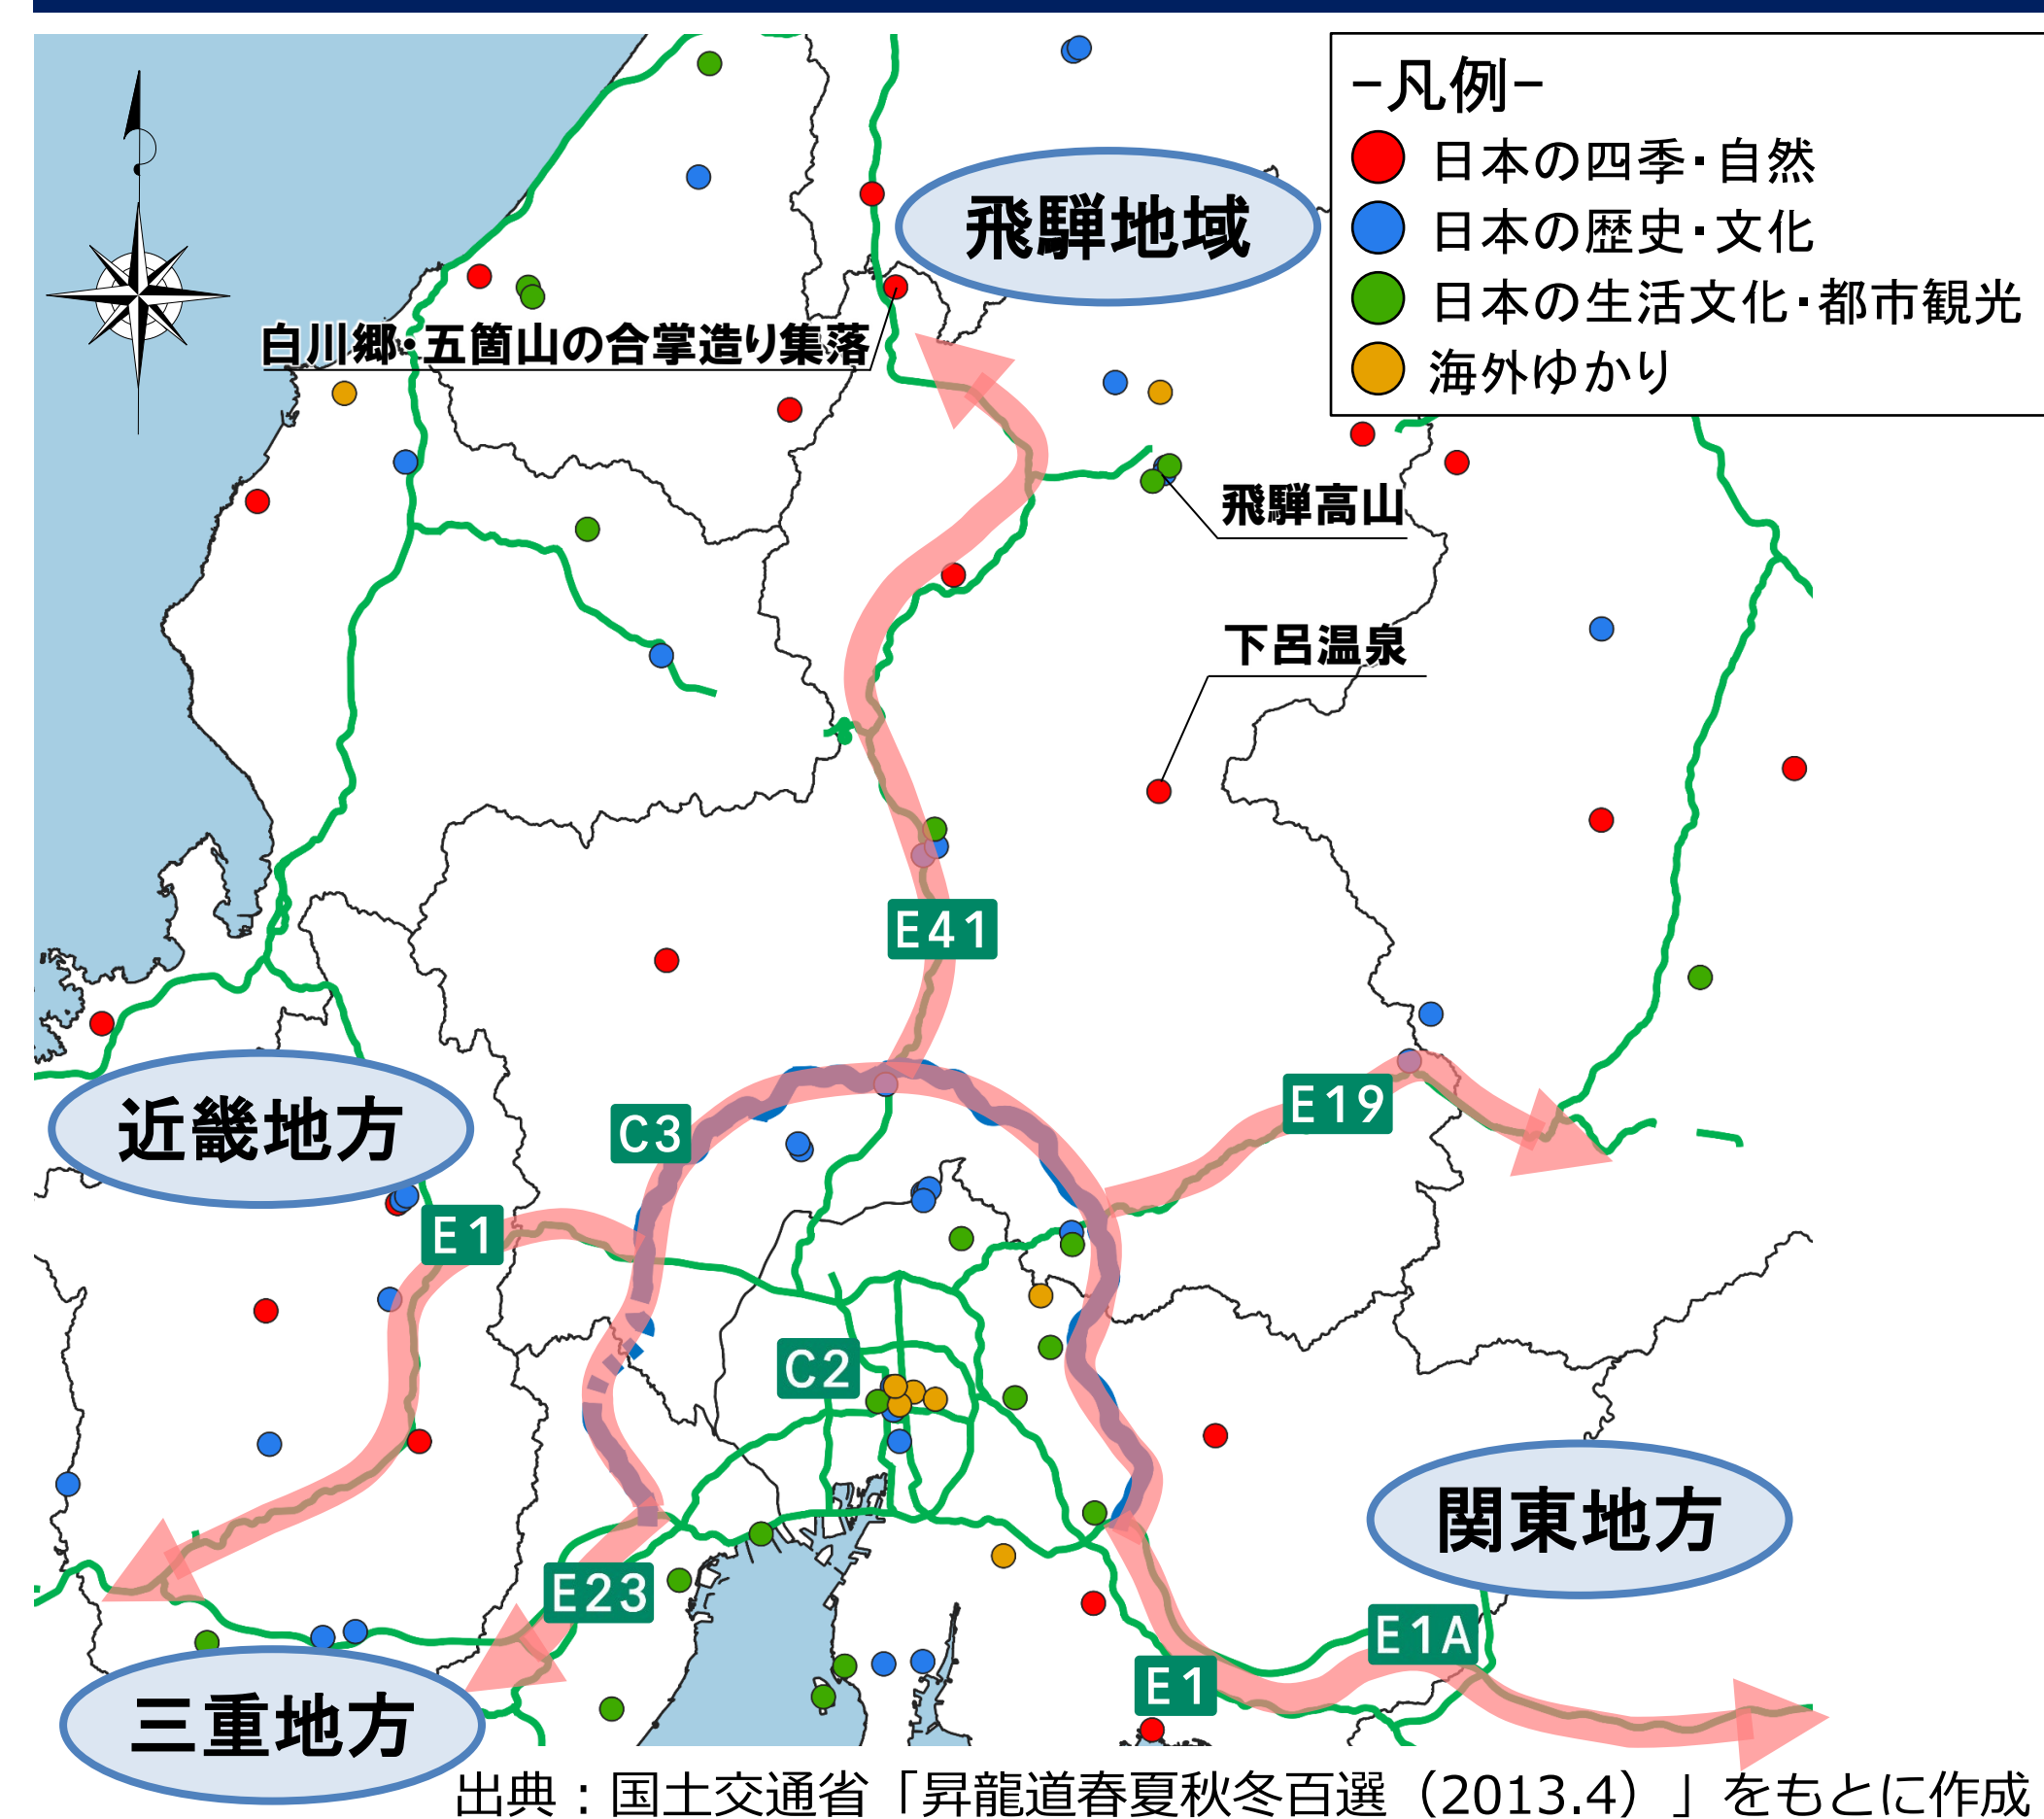 -凡例-
日本の四季・自然
日本の歴史・文化
日本の生活文化・都市観光
海外ゆかり
飛騨地域
白川郷・五箇山の合掌造り集落
飛騨高山
下呂温泉
E41
近畿地方
C3
E19
E1
C2
関東地方
E23
E1A
E1
三重地方
出典：国土交通省「昇龍道春夏秋冬百選（2013.4）」をもとに作成